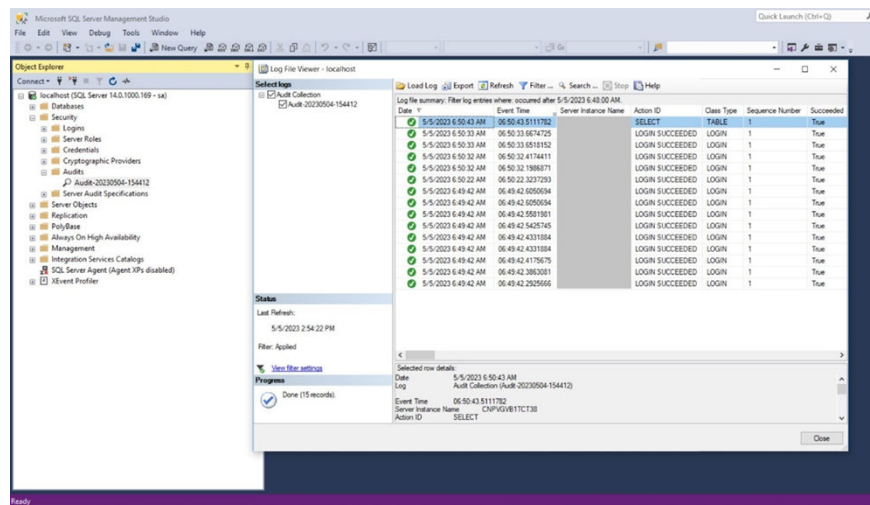 Microsoft SQL Server Management Studio
Quick Launch (Ctrl+Q)
File Edit View Debug Tools Window Help
New Query
Object Explorer
Connect
localhost (SQL Server 14.0.1000.169 - sa)
Databases
Security
Logins
Server Roles
Credentials
Cryptographic Providers
Audits
Audit-20230504-154412
Server Audit Specifications
Server Objects
Replication
PolyBase
Always On High Availability
Management
Integration Services Catalogs
SQL Server Agent (Agent XPs disabled)
XEvent Profiler
Log File Viewer - localhost
Select logs
Audit Collection
Audit-20230504-154412
Status
Last Refresh:
5/5/2023 2:54:22 PM
Filter: Applied
View filter settings
Progress
Done (15 records).
Load Log Export Refresh Filter ... Search ... Stop Help
Log file summary: Filter log entries where: occured after 5/5/2023 6:48:00 AM.
Date Event Time Server Instance Name Action ID Class Type Sequence Number Succeeded
5/5/2023 6:50:43 AM 06:50:43.5111782 SELECT TABLE 1 True
5/5/2023 6:50:33 AM 06:50:33.6674725 LOGIN SUCCEEDED LOGIN 1 True
5/5/2023 6:50:33 AM 06:50:33.6518152 LOGIN SUCCEEDED LOGIN 1 True
5/5/2023 6:50:32 AM 06:50:32.4174411 LOGIN SUCCEEDED LOGIN 1 True
5/5/2023 6:50:32 AM 06:50:32.1986871 LOGIN SUCCEEDED LOGIN 1 True
5/5/2023 6:50:22 AM 06:50:22.3237293 LOGIN SUCCEEDED LOGIN 1 True
5/5/2023 6:49:42 AM 06:49:42.6050694 LOGIN SUCCEEDED LOGIN 1 True
5/5/2023 6:49:42 AM 06:49:42.6050694 LOGIN SUCCEEDED LOGIN 1 True
5/5/2023 6:49:42 AM 06:49:42.5581981 LOGIN SUCCEEDED LOGIN 1 True
5/5/2023 6:49:42 AM 06:49:42.5425745 LOGIN SUCCEEDED LOGIN 1 True
5/5/2023 6:49:42 AM 06:49:42.4331884 LOGIN SUCCEEDED LOGIN 1 True
5/5/2023 6:49:42 AM 06:49:42.4331884 LOGIN SUCCEEDED LOGIN 1 True
5/5/2023 6:49:42 AM 06:49:42.4175675 LOGIN SUCCEEDED LOGIN 1 True
5/5/2023 6:49:42 AM 06:49:42.3863081 LOGIN SUCCEEDED LOGIN 1 True
5/5/2023 6:49:42 AM 06:49:42.2925666 LOGIN SUCCEEDED LOGIN 1 True
Selected row details:
Date 5/5/2023 6:50:43 AM
Log Audit Collection (Audit-20230504-154412)
Event Time 06:50:43.5111782
Server Instance Name CNPVGVB1TCT38
Action ID SELECT
Close
Ready